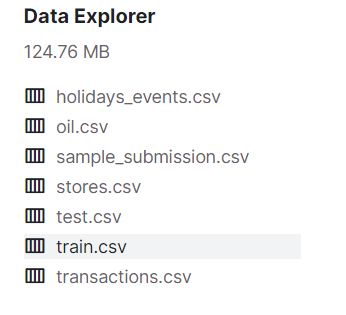 Data Explorer
124.76 MB
holidays_events.csv
oil.csv
sample_submission.csv
stores.csv
test.csv
train.csv
transactions.csv